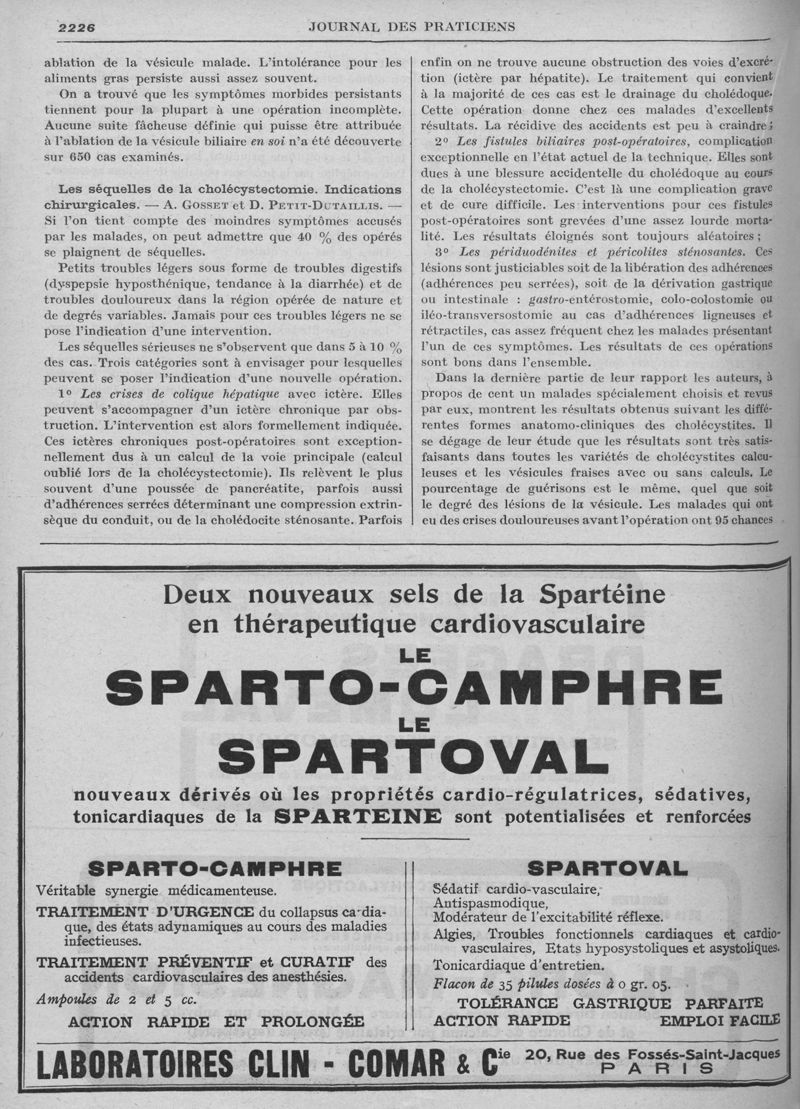 2226
JOURNAL DES PRATICIENS
ablation de la vésicule malade. L'intolérance pour les
aliments gras persiste aussi assez souvent.
On a trouvé que les symptômes morbides persistants
tiennent pour la plupart à une opération incomplète.
Aucune suite fâcheuse définie qui puisse être attribuée
à l'ablation de la vésicule biliaire en soi n'a été découverte
sur 650 cas examinés.
Les séquelles de la cholécystectomie. Indications
chirurgicales. — A. GOSSET et D. PETIT-DUTAILLIS. —
Si l'on tient compte des moindres symptômes accusés
par les malades, on peut admettre que 40 % des opérés
se plaignent de séquelles.
Petits troubles légers sous forme de troubles digestifs
(dyspepsie hyposthénique, tendance à la diarrhée) et de
troubles douloureux dans la région opérée de nature et
de degrés variables. Jamais pour ces troubles légers ne se
pose l'indication d'une intervention.
Les séquelles sérieuses ne s'observent que dans 5 à 10 %
des cas. Trois catégories sont à envisager pour lesquelles
peuvent se poser l'indication d'une nouvelle opération.
1º Les crises de colique hépatique avec ictère. Elles
peuvent s'accompagner d'un ictère chronique par obs-
truction. L'intervention est alors formellement indiquée.
Ces ictères chroniques post-opératoires sont exception-
nellement dus à un calcul de la voie principale (calcul
oublié lors de la cholécystectomie). Ils relèvent le plus
souvent d'une poussée de pancréatite, parfois aussi
d'adhérences serrées déterminant une compression extrin-
sèque du conduit, ou de la cholédocite sténosante. Parfois
enfin on ne trouve aucune obstruction des voies d'excré-
tion (ictère par hépatite). Le traitement qui convient
à la majorité de ces cas est le drainage du cholédoque.
Cette opération donne chez ces malades d'excellents
résultats. La récidive des accidents est peu à craindre ;
2º Les fistules biliaires post-opératoires, complication
exceptionnelle en l'état actuel de la technique. Elles sont
dues à une blessure accidentelle du cholédoque au cours
de la cholécystectomie. C'est là une complication grave
et de cure difficile. Les interventions pour ces fistules
post-opératoires sont grevées d'une assez lourde morta-
lité. Les résultats éloignés sont toujours aléatoires ;
3º Les périduodénites et péricolites sténosantes. Ces
lésions sont justiciables soit de la libération des adhérences
(adhérences peu serrées), soit de la dérivation gastrique
ou intestinale : gastro-entérostomie, colo-colostomie ou
iléo-transversostomie au cas d'adhérences ligneuses et
rétractiles, cas assez fréquent chez les malades présentant
l'un de ces symptômes. Les résultats de ces opérations
sont bons dans l'ensemble.
Dans la dernière partie de leur rapport les auteurs, à
propos de cent un malades spécialement choisis et revus
par eux, montrent les résultats obtenus suivant les diffé-
rentes formes anatomo-cliniques des cholécystites. Il
se dégage de leur étude que les résultats sont très satis-
faisants dans toutes les variétés de cholécystites calcu-
leuses et les vésicules fraises avec ou sans calculs. Le
pourcentage de guérisons est le même, quel que soit
le degré des lésions de la vésicule. Les malades qui ont
eu des crises douloureuses avant l'opération ont 95 chances
Deux nouveaux sels de la Spartéine
en thérapeutique cardiovasculaire
LE
SPARTO-CAMPHRE
LE
SPARTOVAL
nouveaux dérivés où les propriétés cardio-régulatrices, sédatives,
tonicardiaques de la SPARTEINE sont potentialisées et renforcées
SPARTO-CAMPHRE
Véritable synergie médicamenteuse.
TRAITEMENT D'URGENCE du collapsus cardia-
que, des états adynamiques au cours des maladies
infectieuses.
TRAITEMENT PRÉVENTIF et CURATIF des
accidents cardiovasculaires des anesthésies.
Ampoules de 2 et 5 cc.
ACTION RAPIDE ET PROLONGÉE
SPARTOVAL
Sédatif cardio-vasculaire,
Antispasmodique,
Modérateur de l'excitabilité réflexe.
Algies, Troubles fonctionnels cardiaques et cardio-
vasculaires, Etats hyposystoliques et asystoliques.
Tonicardiaque d'entretien.
Flacon de 35 pilules dosées à 0 gr. 05.
TOLÉRANCE GASTRIQUE PARFAITE
ACTION RAPIDE EMPLOI FACILE
LABORATOIRES CLIN - COMAR & Cie 20, Rue des Fossés-Saint-Jacques
PARIS